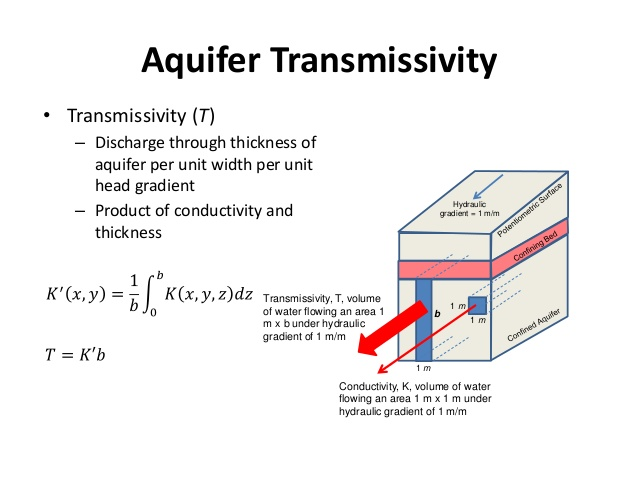 Aquifer Transmissivity
• Transmissivity (T)
– Discharge through thickness of
aquifer per unit width per unit
head gradient
– Product of conductivity and
thickness
K′(x, y) = 1/b ∫₀ᵇ K(x, y, z)dz
T = K′b
Hydraulic
gradient = 1 m/m
Potentiometric Surface
Confining Bed
Confined Aquifer
Transmissivity, T, volume
of water flowing an area 1
m x b under hydraulic
gradient of 1 m/m
b
1 m
1 m
1 m
Conductivity, K, volume of water
flowing an area 1 m x 1 m under
hydraulic gradient of 1 m/m